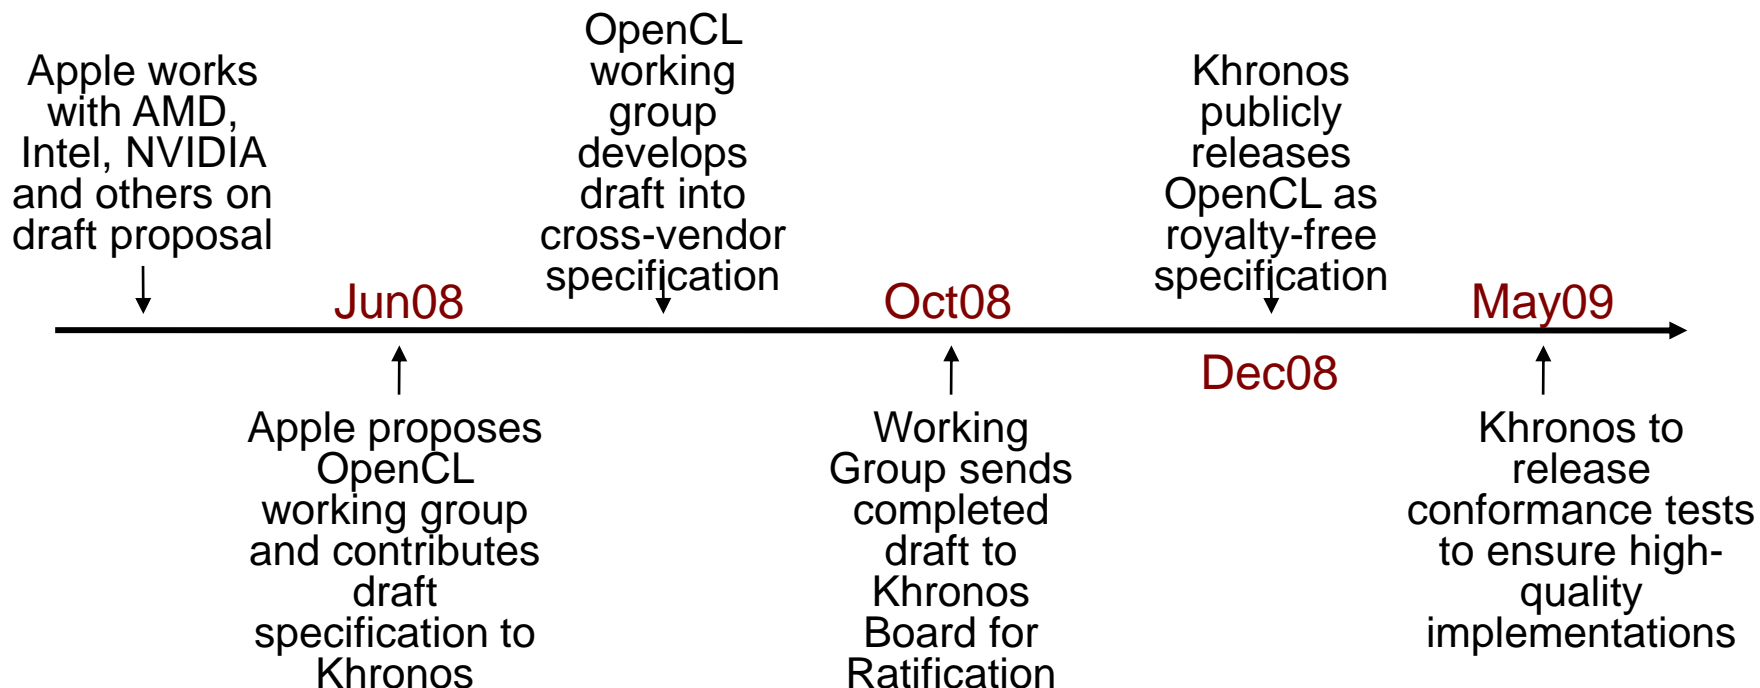 Apple works
with AMD,
Intel, NVIDIA
and others on
draft proposal
Jun08
Apple proposes
OpenCL
working group
and contributes
draft
specification to
Khronos
OpenCL
working
group
develops
draft into
cross-vendor
specification
Oct08
Working
Group sends
completed
draft to
Khronos
Board for
Ratification
Khronos
publicly
releases
OpenCL as
royalty-free
specification
Dec08
May09
Khronos to
release
conformance tests
to ensure high-
quality
implementations